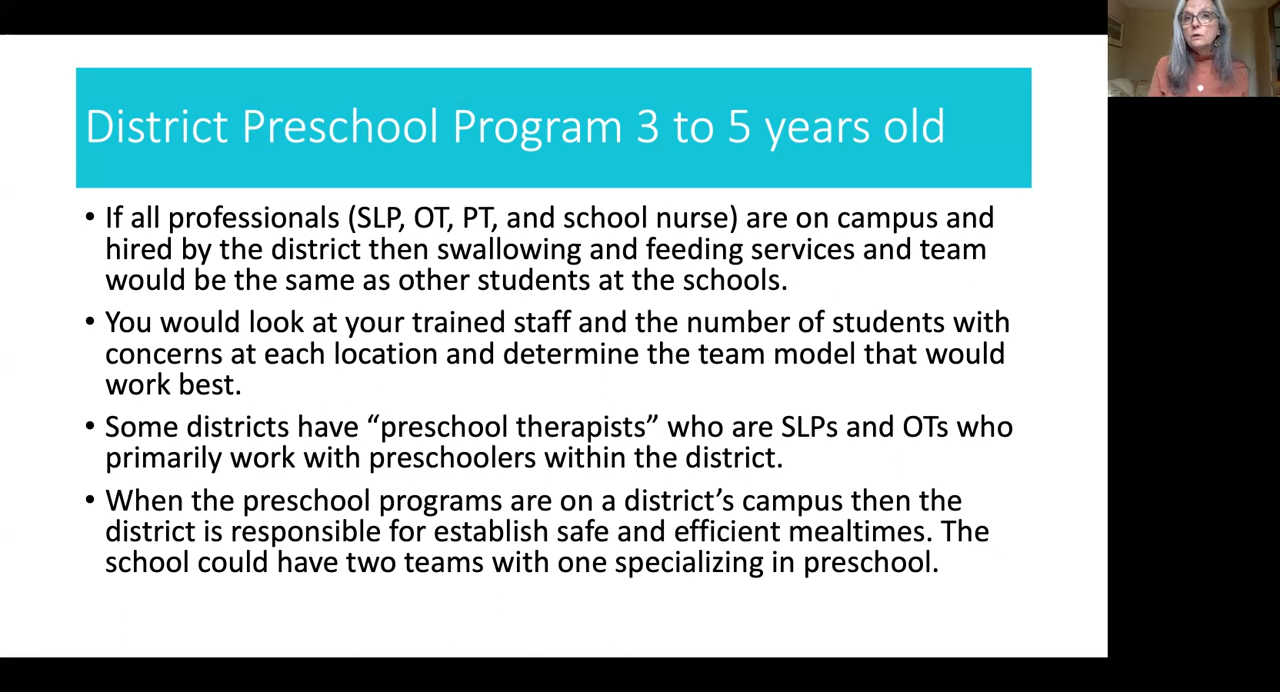 District Preschool Program 3 to 5 years old
• If all professionals (SLP, OT, PT, and school nurse) are on campus and
hired by the district then swallowing and feeding services and team
would be the same as other students at the schools.
• You would look at your trained staff and the number of students with
concerns at each location and determine the team model that would
work best.
• Some districts have “preschool therapists” who are SLPs and OTs who
primarily work with preschoolers within the district.
• When the preschool programs are on a district’s campus then the
district is responsible for establish safe and efficient mealtimes. The
school could have two teams with one specializing in preschool.